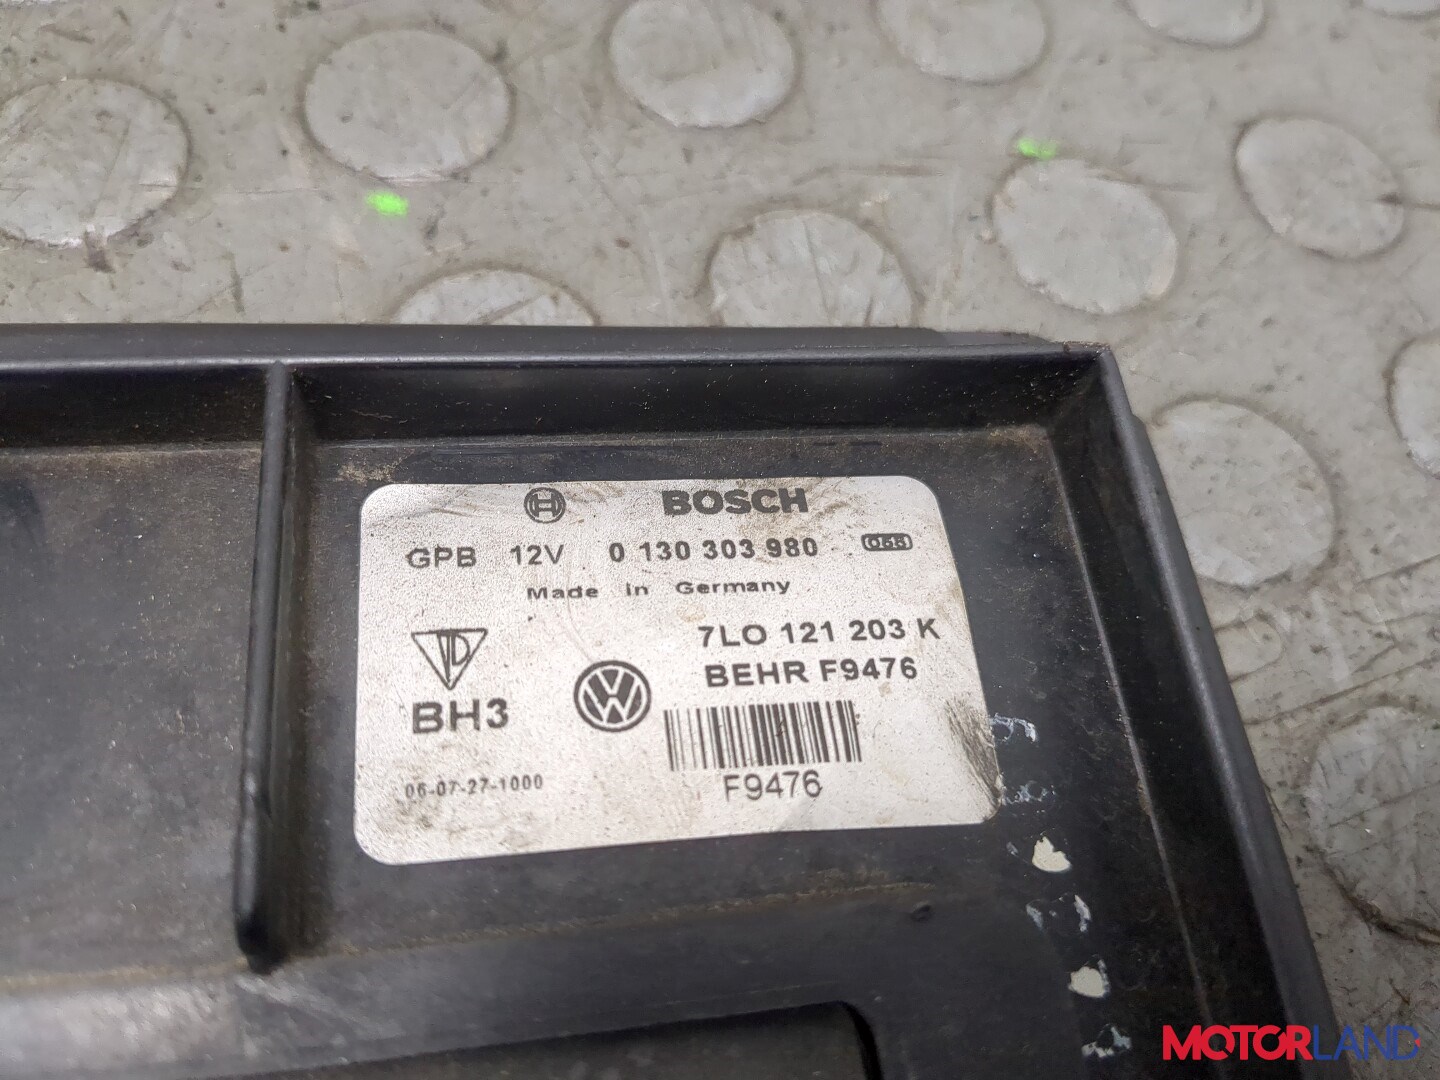 BOSCH
GPB 12V 0 130 303 980
Made in Germany
7L0 121 203 K
BEHR F9476
BH3
06-07-27-1000
F9476
MOTORLAND